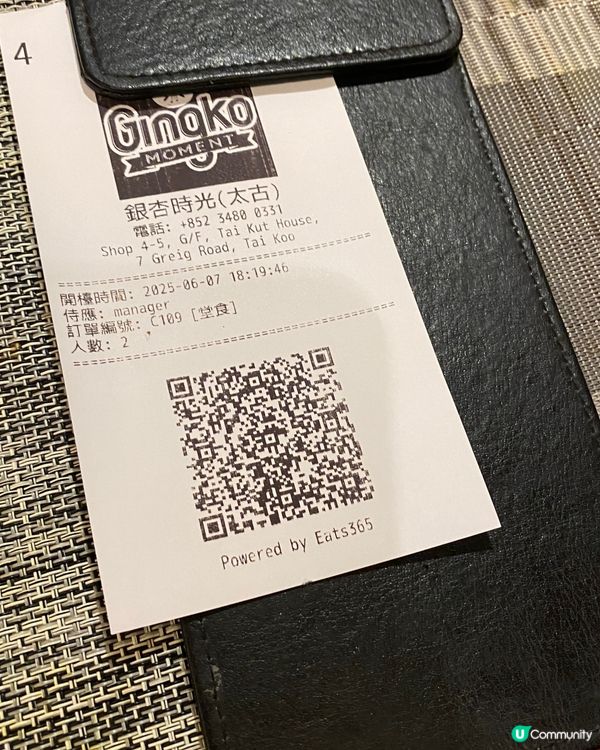 4
Gingko
MOMENT
銀杏時光(太古)
電話: +852 3480 0331
Shop 4-5, G/F, Tai Kut House,
7 Greig Road, Tai Koo
開檯時間: 2025-06-07 18:19:46
侍應: manager
訂單編號: C109 [堂食]
人數: 2
Powered by Eats365
U Community